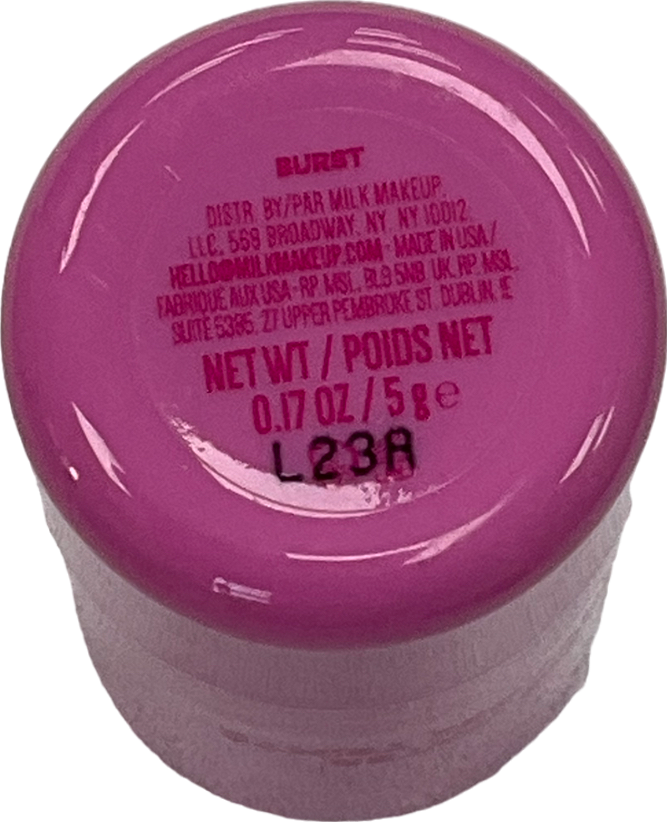 BURST
DISTR. BY/PAR MILK MAKEUP,
LLC, 568 BROADWAY, NY, NY 10012
HELLO@MILKMAKEUP.COM · MADE IN USA/
FABRIQUÉ AUX USA · RP, MSL, BL9 5NB UK, RP, MSL,
SUITE 5395, 27 UPPER PEMBROKE ST, DUBLIN, IE
NET WT / POIDS NET
0.17 OZ / 5 g ℮
L23A